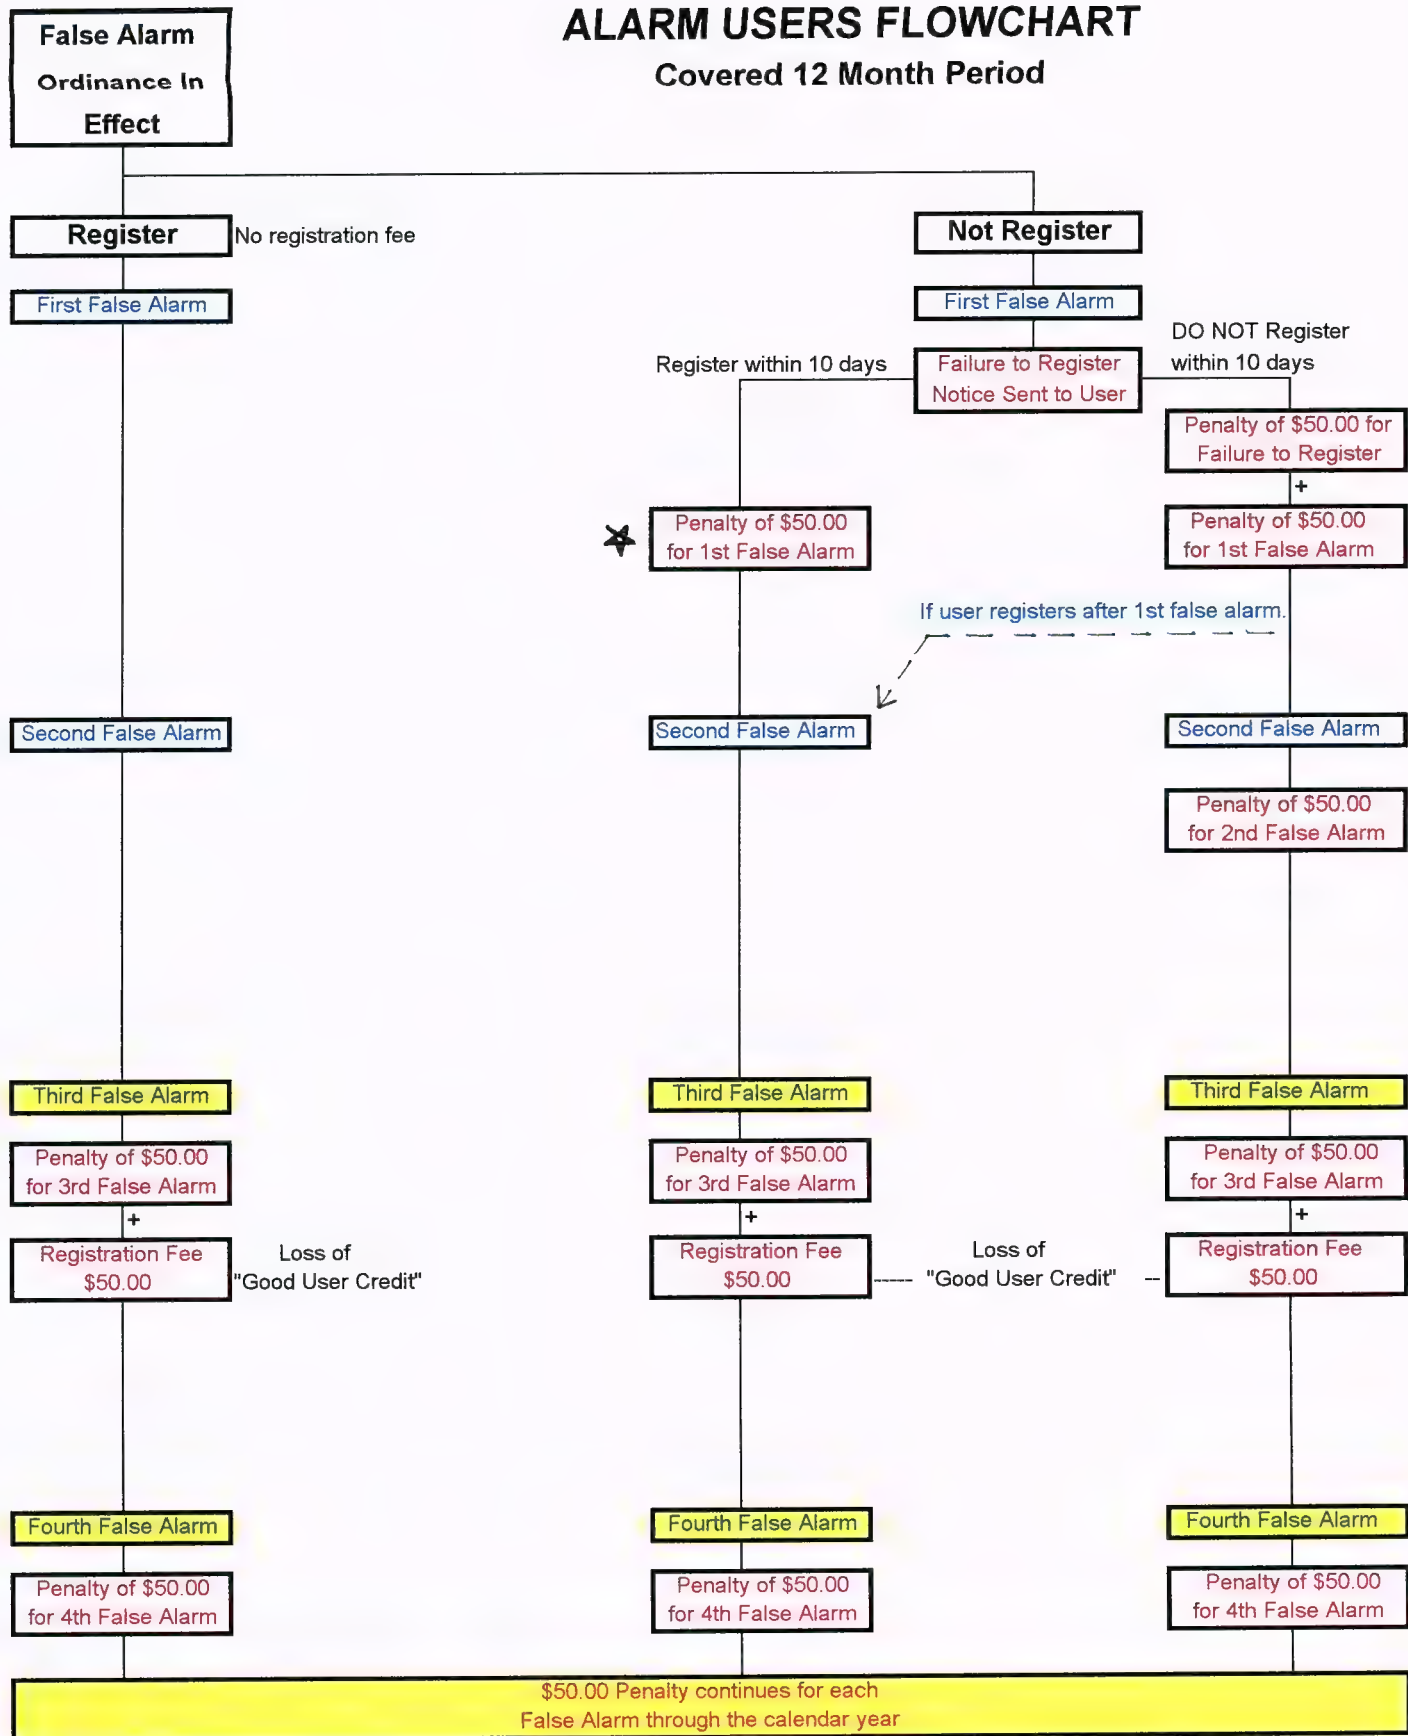 False Alarm
Ordinance In
Effect
ALARM USERS FLOWCHART
Covered 12 Month Period
Register
No registration fee
Not Register
First False Alarm
First False Alarm
Register within 10 days
Failure to Register
Notice Sent to User
DO NOT Register
within 10 days
Penalty of $50.00 for
Failure to Register
+
Penalty of $50.00
for 1st False Alarm
Penalty of $50.00
for 1st False Alarm
If user registers after 1st false alarm.
Second False Alarm
Second False Alarm
Second False Alarm
Penalty of $50.00
for 2nd False Alarm
Third False Alarm
Third False Alarm
Third False Alarm
Penalty of $50.00
for 3rd False Alarm
+
Penalty of $50.00
for 3rd False Alarm
+
Penalty of $50.00
for 3rd False Alarm
+
Registration Fee
$50.00
Loss of
"Good User Credit"
Registration Fee
$50.00
Loss of
"Good User Credit"
Registration Fee
$50.00
Fourth False Alarm
Fourth False Alarm
Fourth False Alarm
Penalty of $50.00
for 4th False Alarm
Penalty of $50.00
for 4th False Alarm
Penalty of $50.00
for 4th False Alarm
$50.00 Penalty continues for each
False Alarm through the calendar year